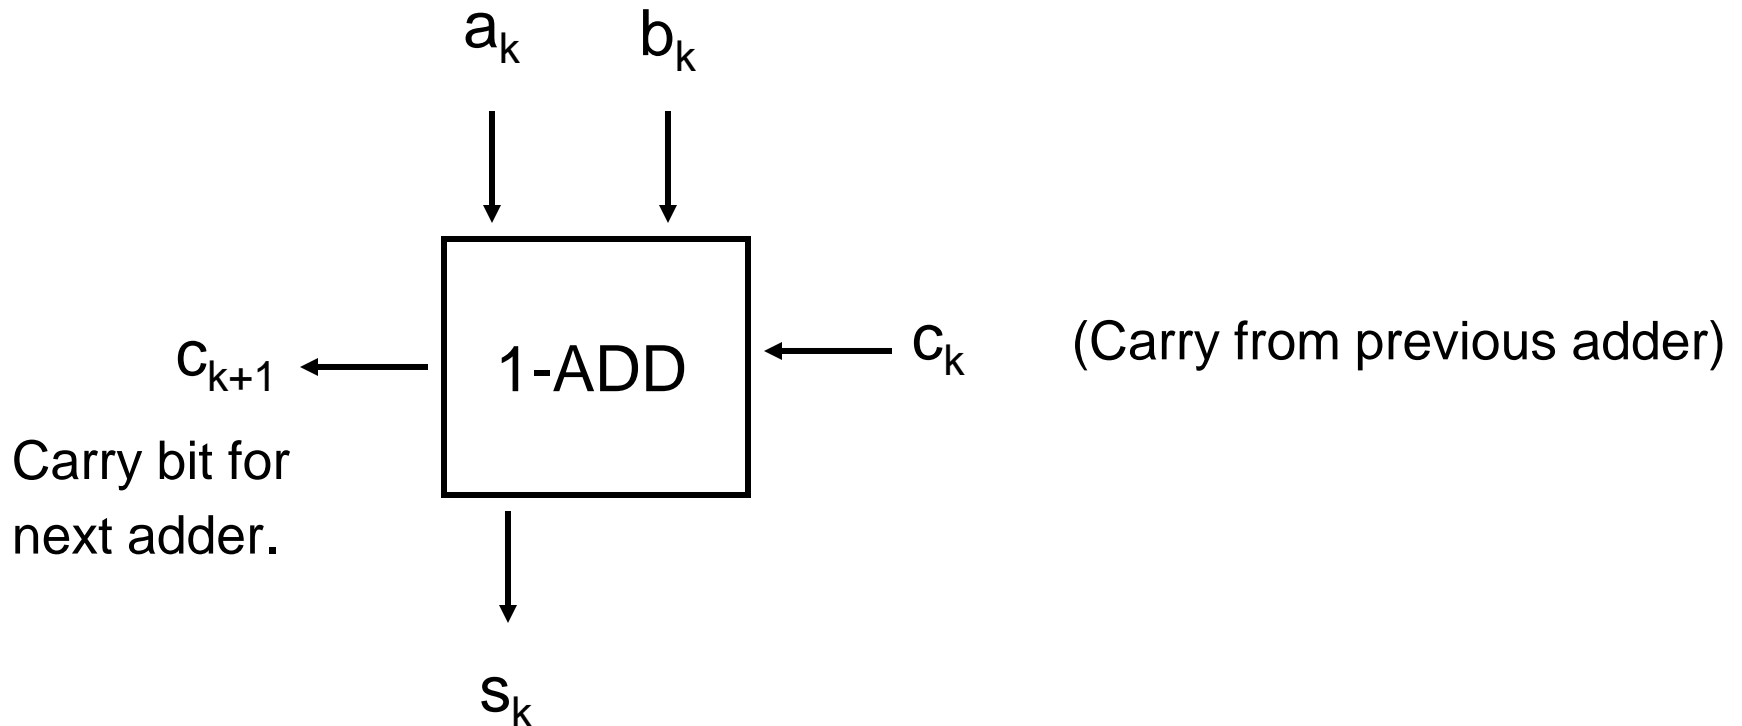 aₖ bₖ
cₖ₊₁ 1-ADD cₖ (Carry from previous adder)
Carry bit for
next adder.
sₖ